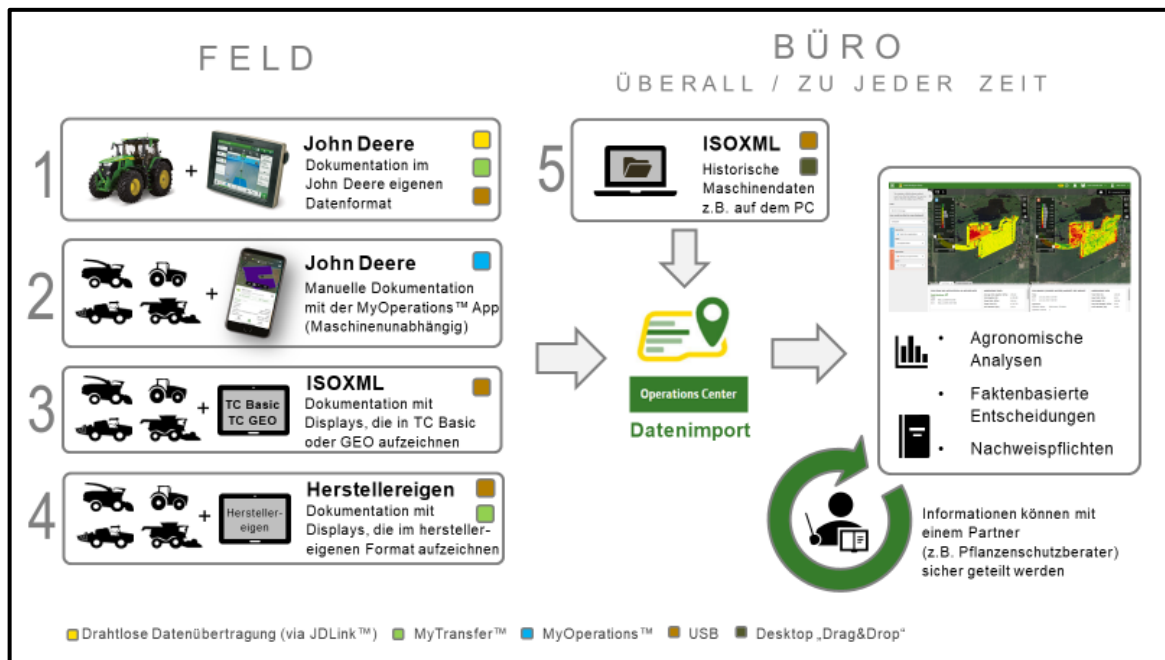 FELD
BÜRO
ÜBERALL / ZU JEDER ZEIT
1
John Deere
Dokumentation im
John Deere eigenen
Datenformat
2
John Deere
Manuelle Dokumentation
mit der MyOperations™ App
(Maschinenunabhängig)
3
TC Basic
TC GEO
ISOXML
Dokumentation mit
Displays, die in TC Basic
oder GEO aufzeichnen
4
Hersteller-
eigen
Herstellereigen
Dokumentation mit
Displays, die im hersteller-
eigenen Format aufzeichnen
5
ISOXML
Historische
Maschinendaten
z.B. auf dem PC
Operations Center
Datenimport
• Agronomische
Analysen
• Faktenbasierte
Entscheidungen
• Nachweispflichten
Informationen können mit
einem Partner
(z.B. Pflanzenschutzberater)
sicher geteilt werden
Drahtlose Datenübertragung (via JDLink™) MyTransfer™ MyOperations™ USB Desktop „Drag&Drop“